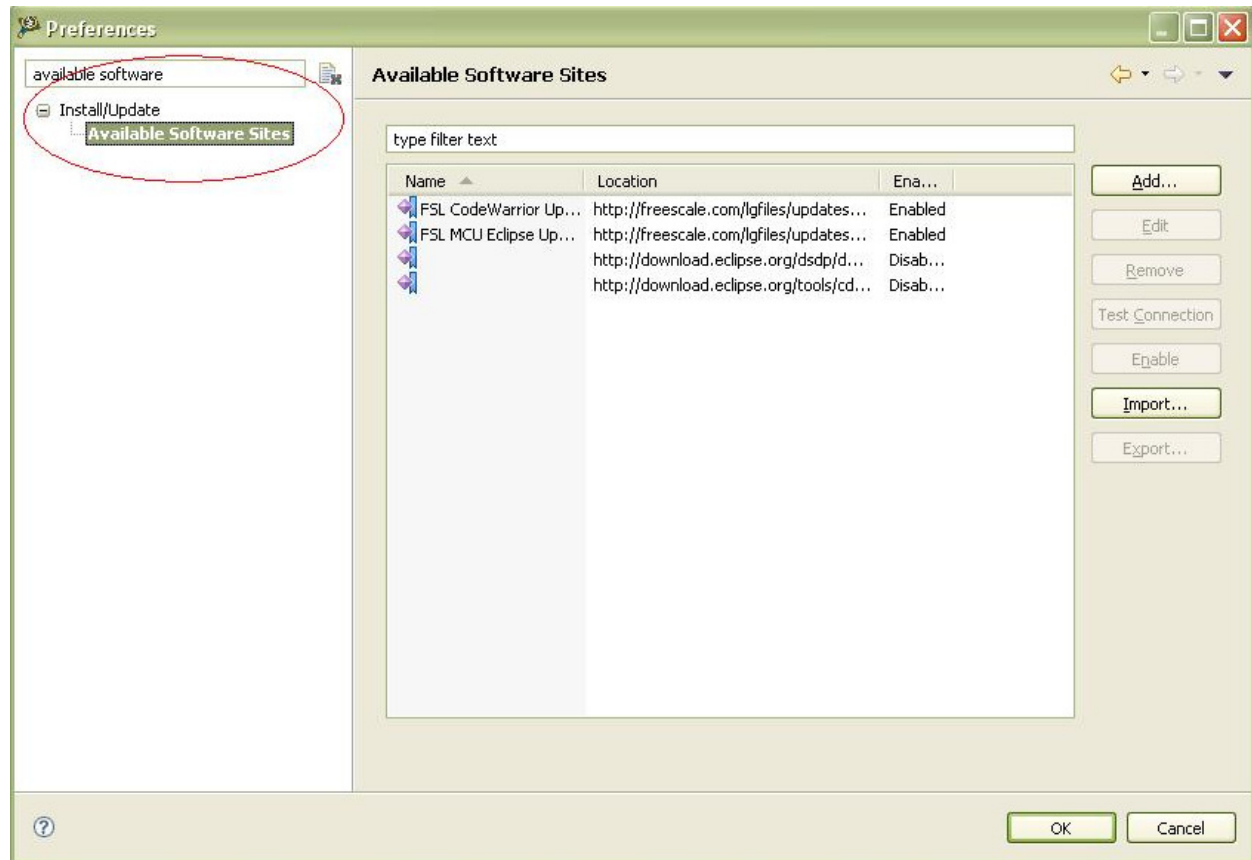 Preferences
available software
Install/Update
Available Software Sites
Available Software Sites
type filter text
Name Location Ena...
FSL CodeWarrior Up... http://freescale.com/lgfiles/updates... Enabled
FSL MCU Eclipse Up... http://freescale.com/lgfiles/updates... Enabled
http://download.eclipse.org/dsdp/d... Disab...
http://download.eclipse.org/tools/cd... Disab...
Add...
Edit
Remove
Test Connection
Enable
Import...
Export...
?
OK Cancel